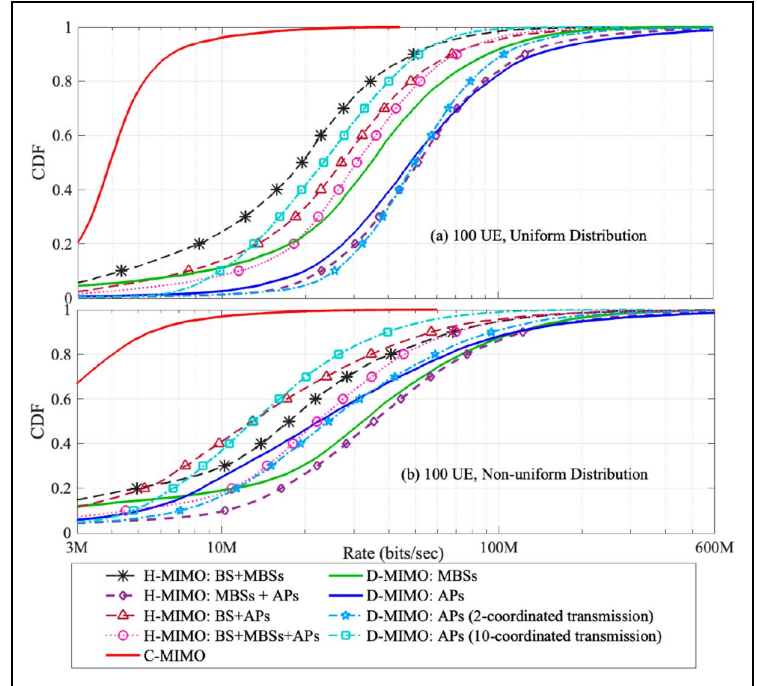 1
0.8
0.6
0.4
0.2
0
CDF
(a) 100 UE, Uniform Distribution
1
0.8
0.6
0.4
0.2
0
CDF
(b) 100 UE, Non-uniform Distribution
3M 10M 100M 600M
Rate (bits/sec)
H-MIMO: BS+MBSs D-MIMO: MBSs
H-MIMO: MBSs + APs D-MIMO: APs
H-MIMO: BS+APs D-MIMO: APs (2-coordinated transmission)
H-MIMO: BS+MBSs+APs D-MIMO: APs (10-coordinated transmission)
C-MIMO